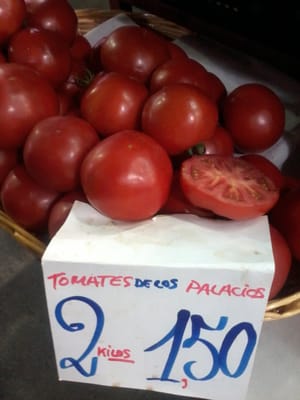 TOMATES DE LOS PALACIOS
2 KILOS 1,50